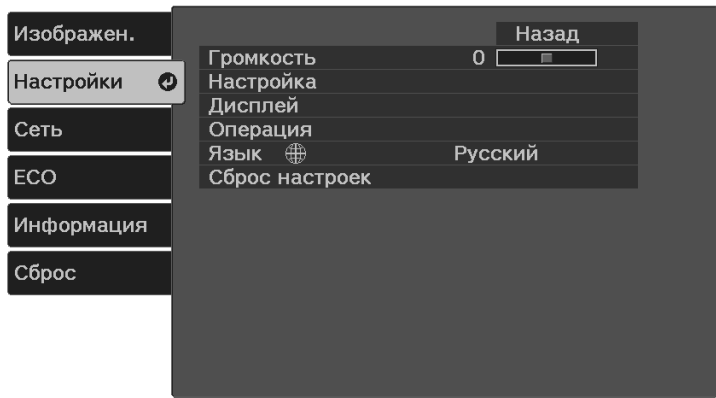 Изображен.
Настройки
Сеть
ECO
Информация
Сброс
Назад
Громкость 0
Настройка
Дисплей
Операция
Язык Русский
Сброс настроек